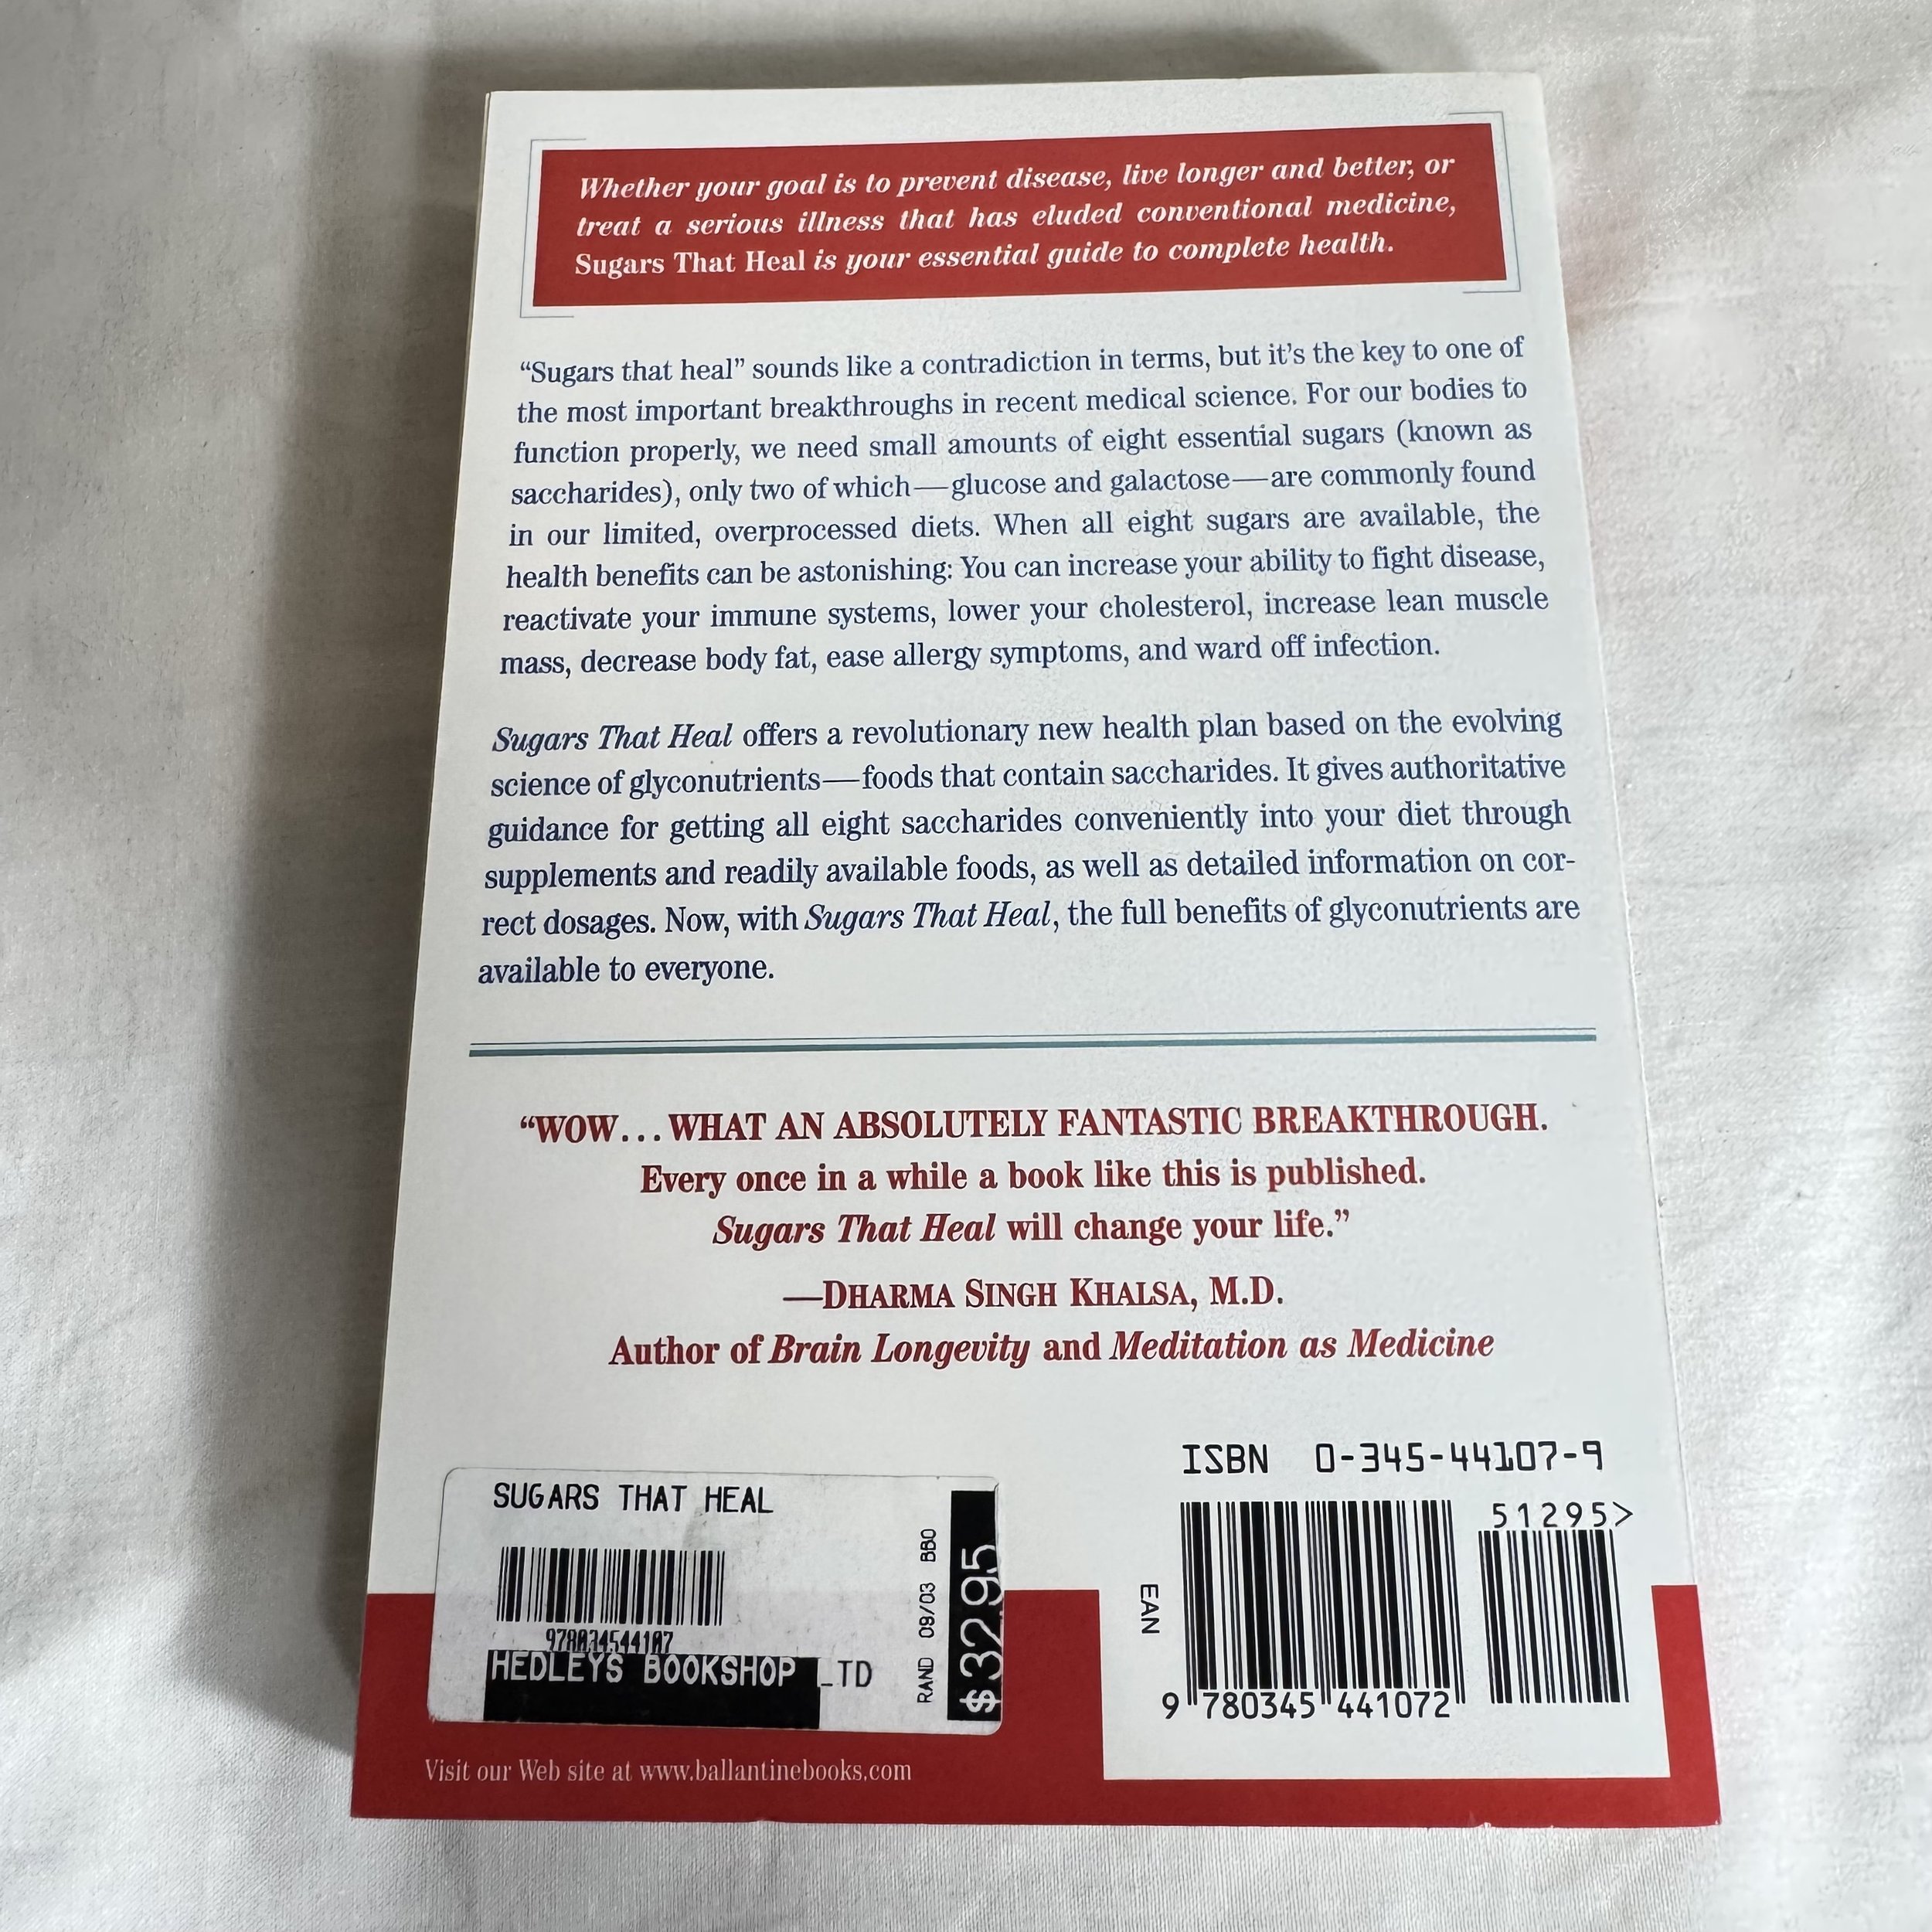 Whether your goal is to prevent disease, live longer and better, or
treat a serious illness that has eluded conventional medicine,
Sugars That Heal is your essential guide to complete health.
“Sugars that heal” sounds like a contradiction in terms, but it’s the key to one of
the most important breakthroughs in recent medical science. For our bodies to
function properly, we need small amounts of eight essential sugars (known as
saccharides), only two of which—glucose and galactose—are commonly found
in our limited, overprocessed diets. When all eight sugars are available, the
health benefits can be astonishing: You can increase your ability to fight disease,
reactivate your immune systems, lower your cholesterol, increase lean muscle
mass, decrease body fat, ease allergy symptoms, and ward off infection.
Sugars That Heal offers a revolutionary new health plan based on the evolving
science of glyconutrients—foods that contain saccharides. It gives authoritative
guidance for getting all eight saccharides conveniently into your diet through
supplements and readily available foods, as well as detailed information on cor-
rect dosages. Now, with Sugars That Heal, the full benefits of glyconutrients are
available to everyone.
“WOW... WHAT AN ABSOLUTELY FANTASTIC BREAKTHROUGH.
Every once in a while a book like this is published.
Sugars That Heal will change your life.”
—DHARMA SINGH KHALSA, M.D.
Author of Brain Longevity and Meditation as Medicine
SUGARS THAT HEAL
HEDLEYS BOOKSHOP LTD
RAND 09/03 BBO
$32.95
ISBN 0-345-44107-9
51295>
EAN
9 780345 441072
Visit our Web site at www.ballantinebooks.com